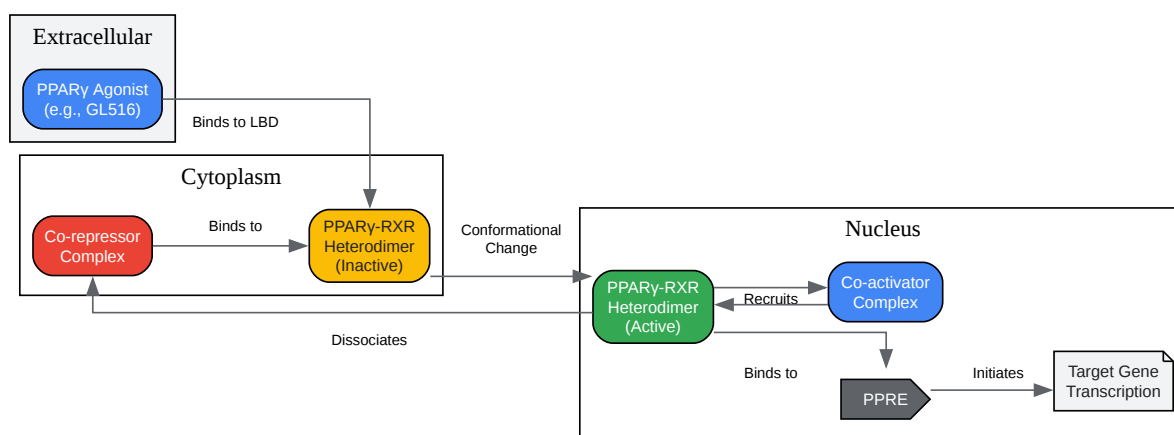 Extracellular
PPARγ Agonist
(e.g., GL516)
Binds to LBD
Cytoplasm
Co-repressor
Complex
Binds to
PPARγ-RXR
Heterodimer
(Inactive)
Conformational
Change
Nucleus
PPARγ-RXR
Heterodimer
(Active)
Recruits
Co-activator
Complex
Dissociates
Binds to
PPRE
Initiates
Target Gene
Transcription